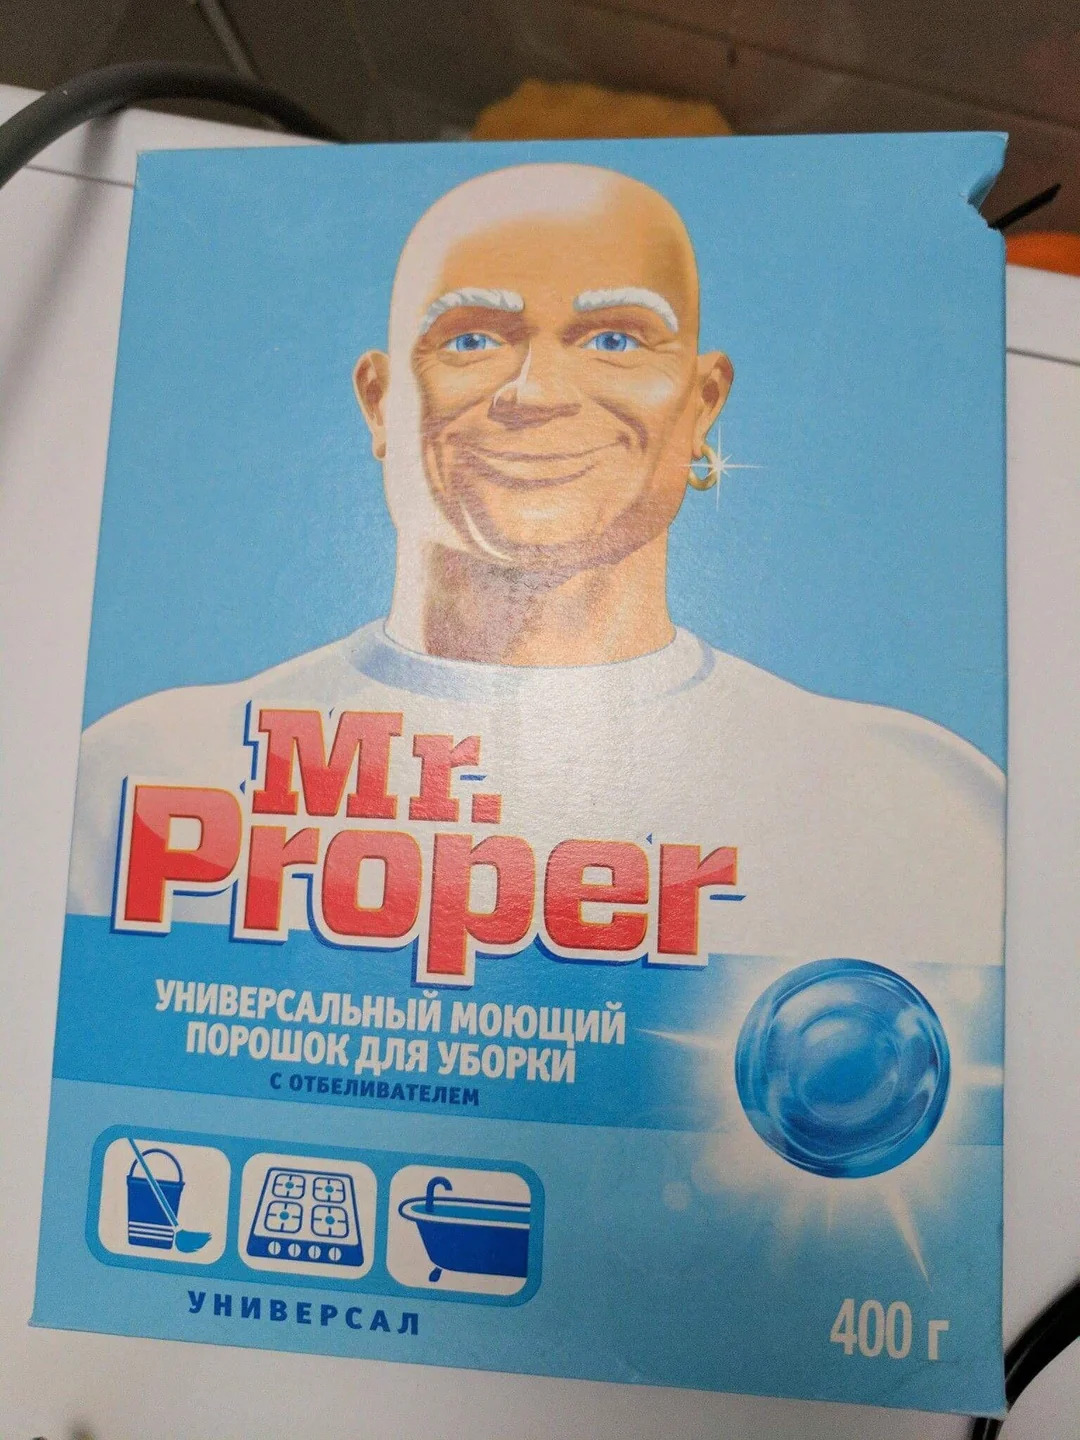 Mr.
Proper
УНИВЕРСАЛЬНЫЙ МОЮЩИЙ
ПОРОШОК ДЛЯ УБОРКИ
С ОТБЕЛИВАТЕЛЕМ
УНИВЕРСАЛ
400 г